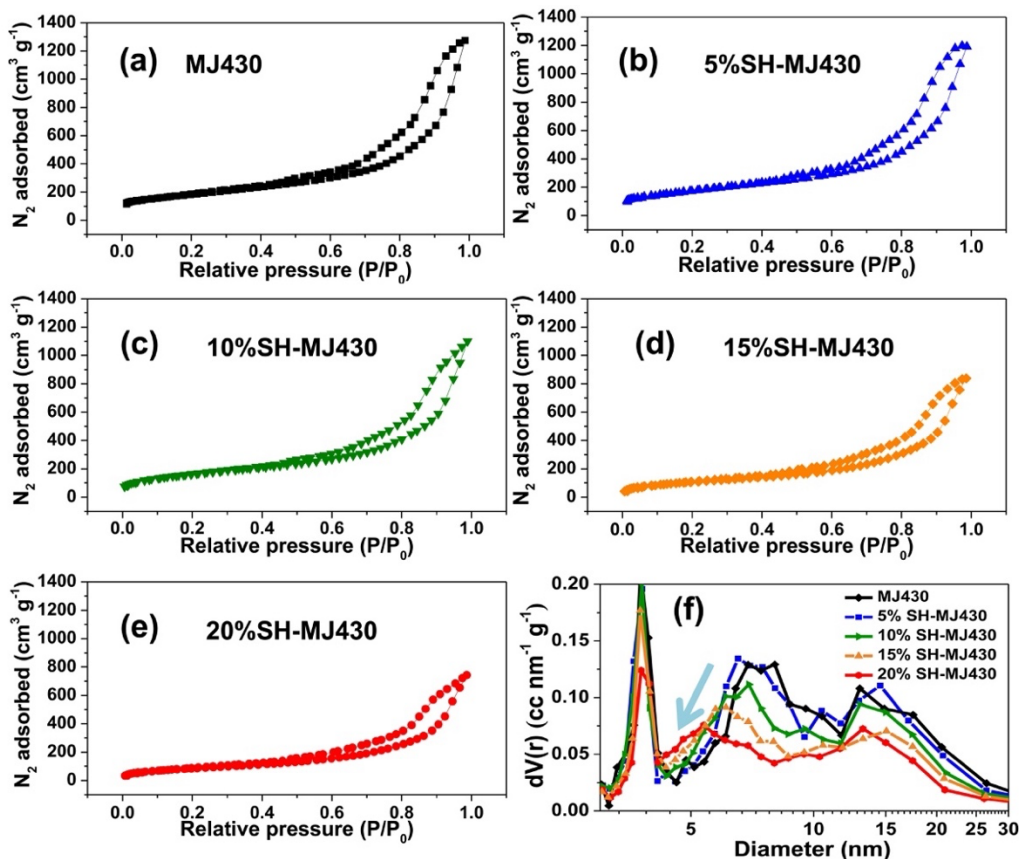 (a) MJ430
N₂ adsorbed (cm³ g⁻¹)
1400
1200
1000
800
600
400
200
0
0.0 0.2 0.4 0.6 0.8 1.0
Relative pressure (P/P₀)
(b) 5%SH-MJ430
N₂ adsorbed (cm³ g⁻¹)
1400
1200
1000
800
600
400
200
0
0.0 0.2 0.4 0.6 0.8 1.0
Relative pressure (P/P₀)
(c) 10%SH-MJ430
N₂ adsorbed (cm³ g⁻¹)
1400
1200
1000
800
600
400
200
0
0.0 0.2 0.4 0.6 0.8 1.0
Relative pressure (P/P₀)
(d) 15%SH-MJ430
N₂ adsorbed (cm³ g⁻¹)
1400
1200
1000
800
600
400
200
0
0.0 0.2 0.4 0.6 0.8 1.0
Relative pressure (P/P₀)
(e) 20%SH-MJ430
N₂ adsorbed (cm³ g⁻¹)
1400
1200
1000
800
600
400
200
0
0.0 0.2 0.4 0.6 0.8 1.0
Relative pressure (P/P₀)
(f)
MJ430
5% SH-MJ430
10% SH-MJ430
15% SH-MJ430
20% SH-MJ430
dV(r) (cc nm⁻¹ g⁻¹)
0.20
0.15
0.10
0.05
0.00
5 10 15 20 25 30
Diameter (nm)